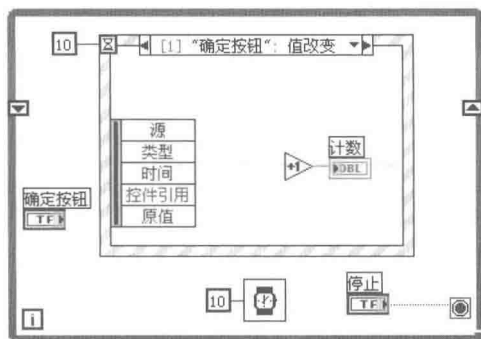 10
[1] "确定按钮": 值改变
源
类型
时间
控件引用
原值
+1
计数
DBL
确定按钮
TF
10
停止
TF
i